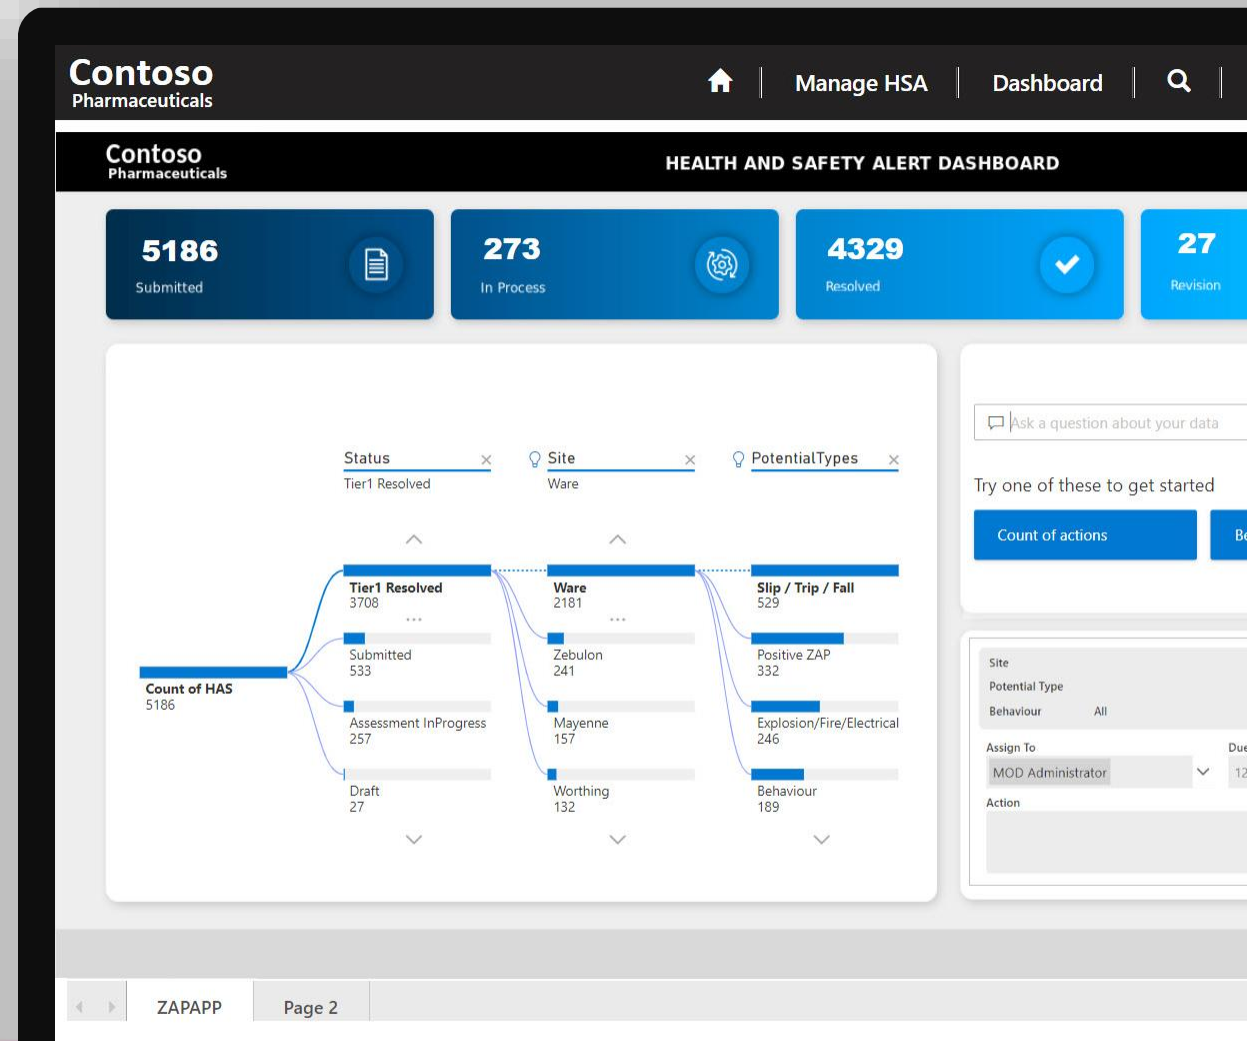 Contoso
Pharmaceuticals
Manage HSA
Dashboard
Contoso
Pharmaceuticals
HEALTH AND SAFETY ALERT DASHBOARD
5186
Submitted
273
In Process
4329
Resolved
27
Revision
Status
Tier1 Resolved
Site
Ware
PotentialTypes
Tier1 Resolved
3708
Submitted
533
Assessment InProgress
257
Draft
27
Ware
2181
Zebulon
241
Mayenne
157
Worthing
132
Slip / Trip / Fall
529
Positive ZAP
332
Explosion/Fire/Electrical
246
Behaviour
189
Count of HAS
5186
Ask a question about your data
Try one of these to get started
Count of actions
Be
Site
Potential Type
Behaviour All
Assign To
Due
MOD Administrator
12
Action
ZAPAPP
Page 2